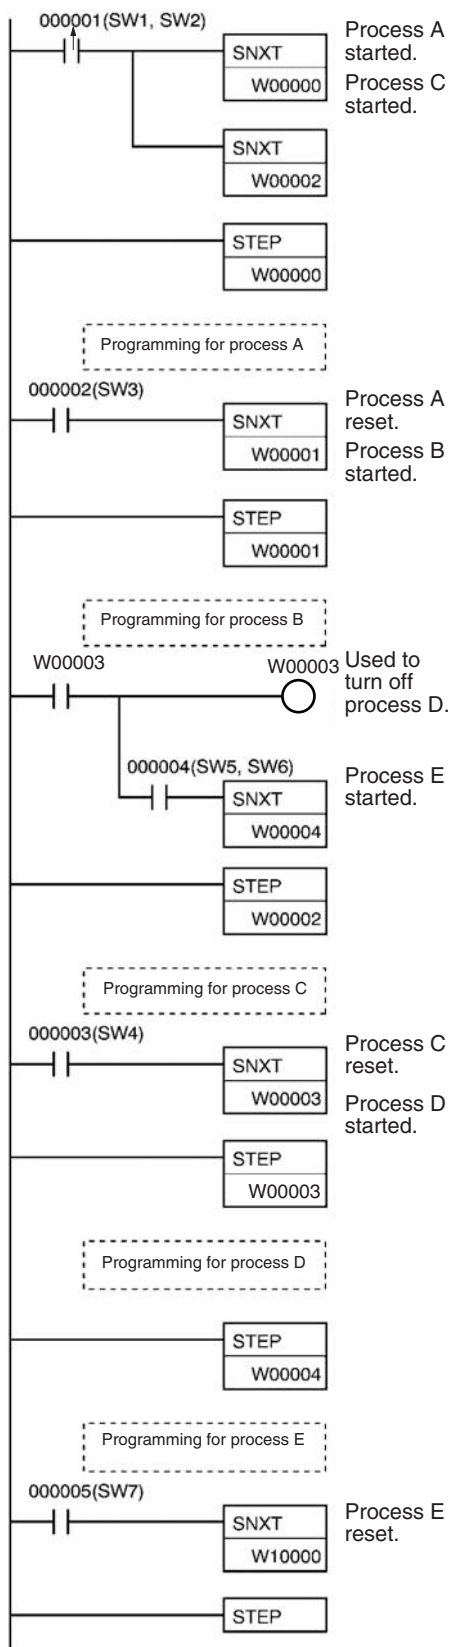 000001(SW1, SW2)
SNXT
W00000
Process A
started.
Process C
started.
SNXT
W00002
STEP
W00000
Programming for process A
000002(SW3)
SNXT
W00001
Process A
reset.
Process B
started.
STEP
W00001
Programming for process B
W00003
W00003
Used to
turn off
process D.
000004(SW5, SW6)
SNXT
W00004
Process E
started.
STEP
W00002
Programming for process C
000003(SW4)
SNXT
W00003
Process C
reset.
Process D
started.
STEP
W00003
Programming for process D
STEP
W00004
Programming for process E
000005(SW7)
SNXT
W10000
Process E
reset.
STEP